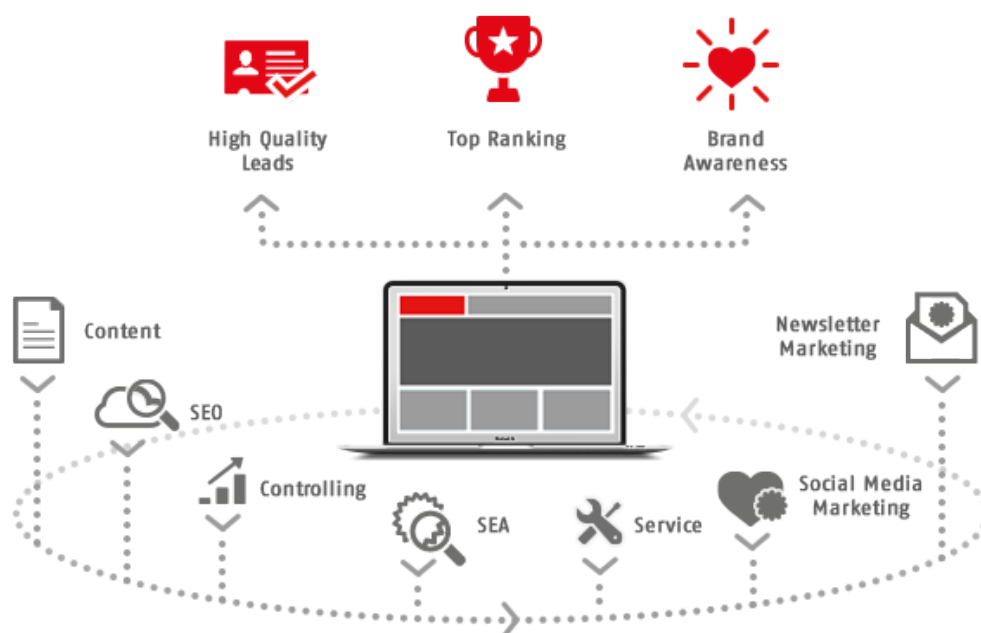 High Quality
Leads
Top Ranking
Brand
Awareness
Content
Newsletter
Marketing
SEO
Controlling
SEA
Service
Social Media
Marketing